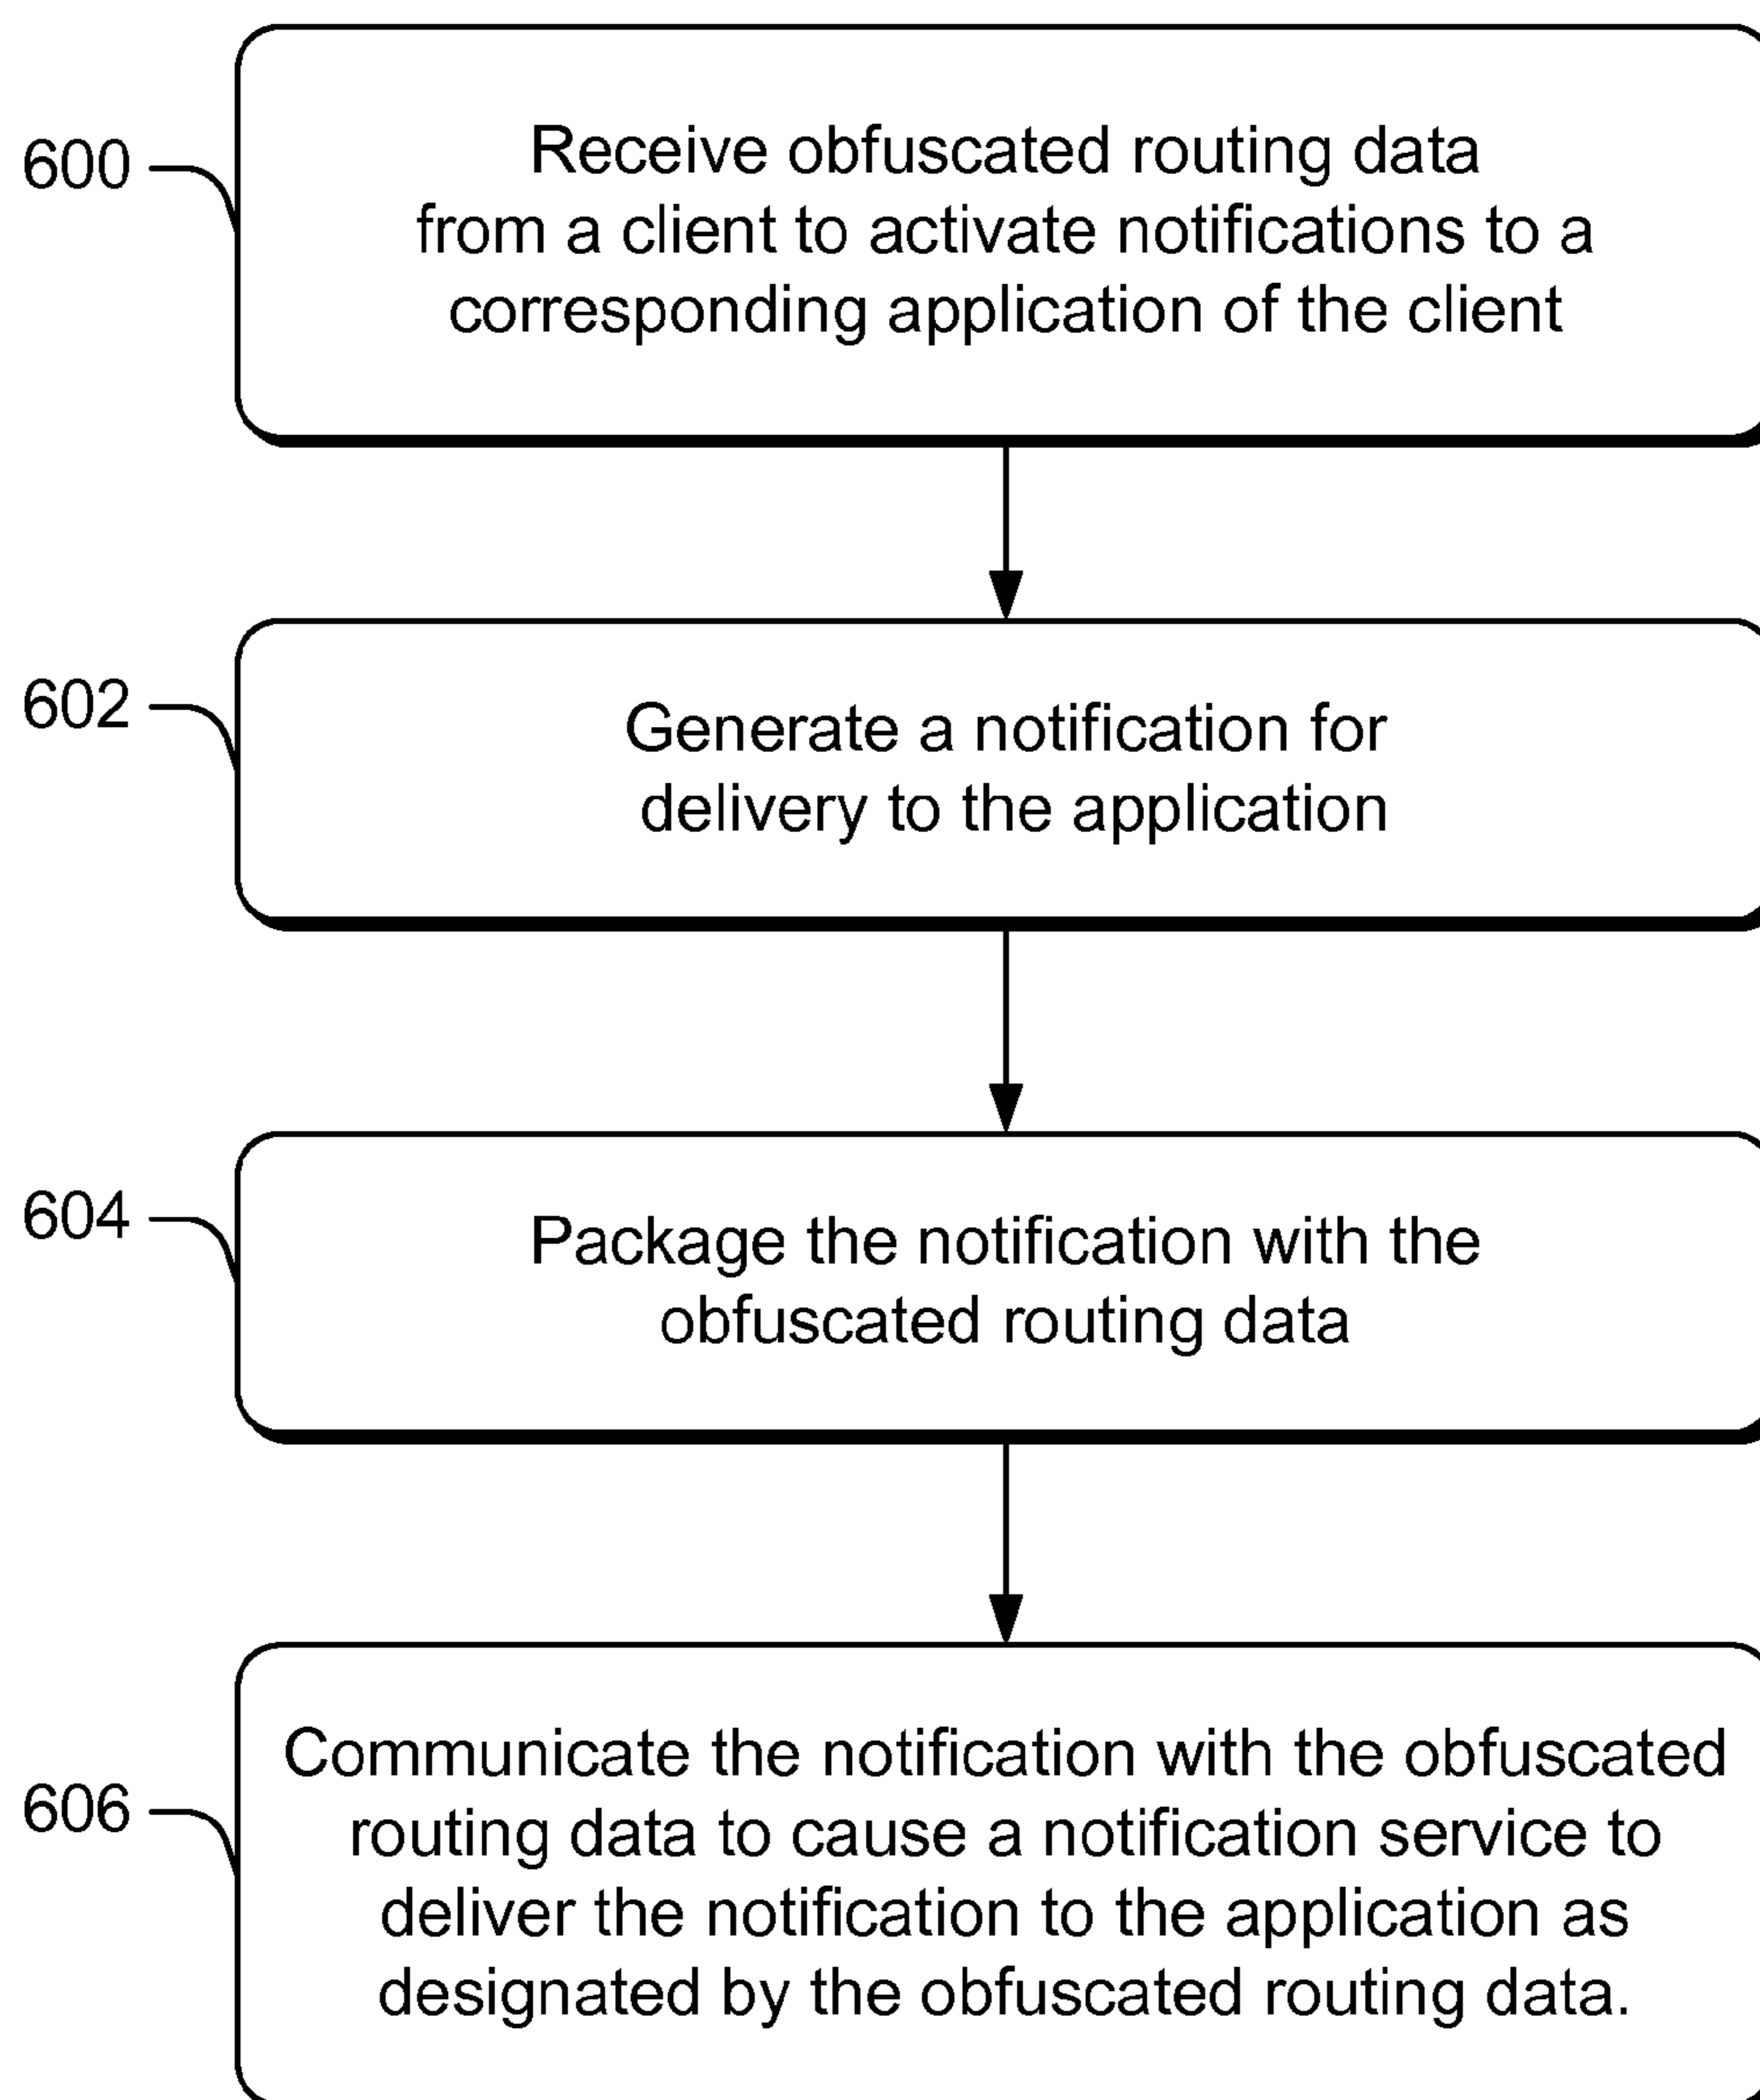 600
Receive obfuscated routing data
from a client to activate notifications to a
corresponding application of the client
602
Generate a notification for
delivery to the application
604
Package the notification with the
obfuscated routing data
606
Communicate the notification with the obfuscated
routing data to cause a notification service to
deliver the notification to the application as
designated by the obfuscated routing data.